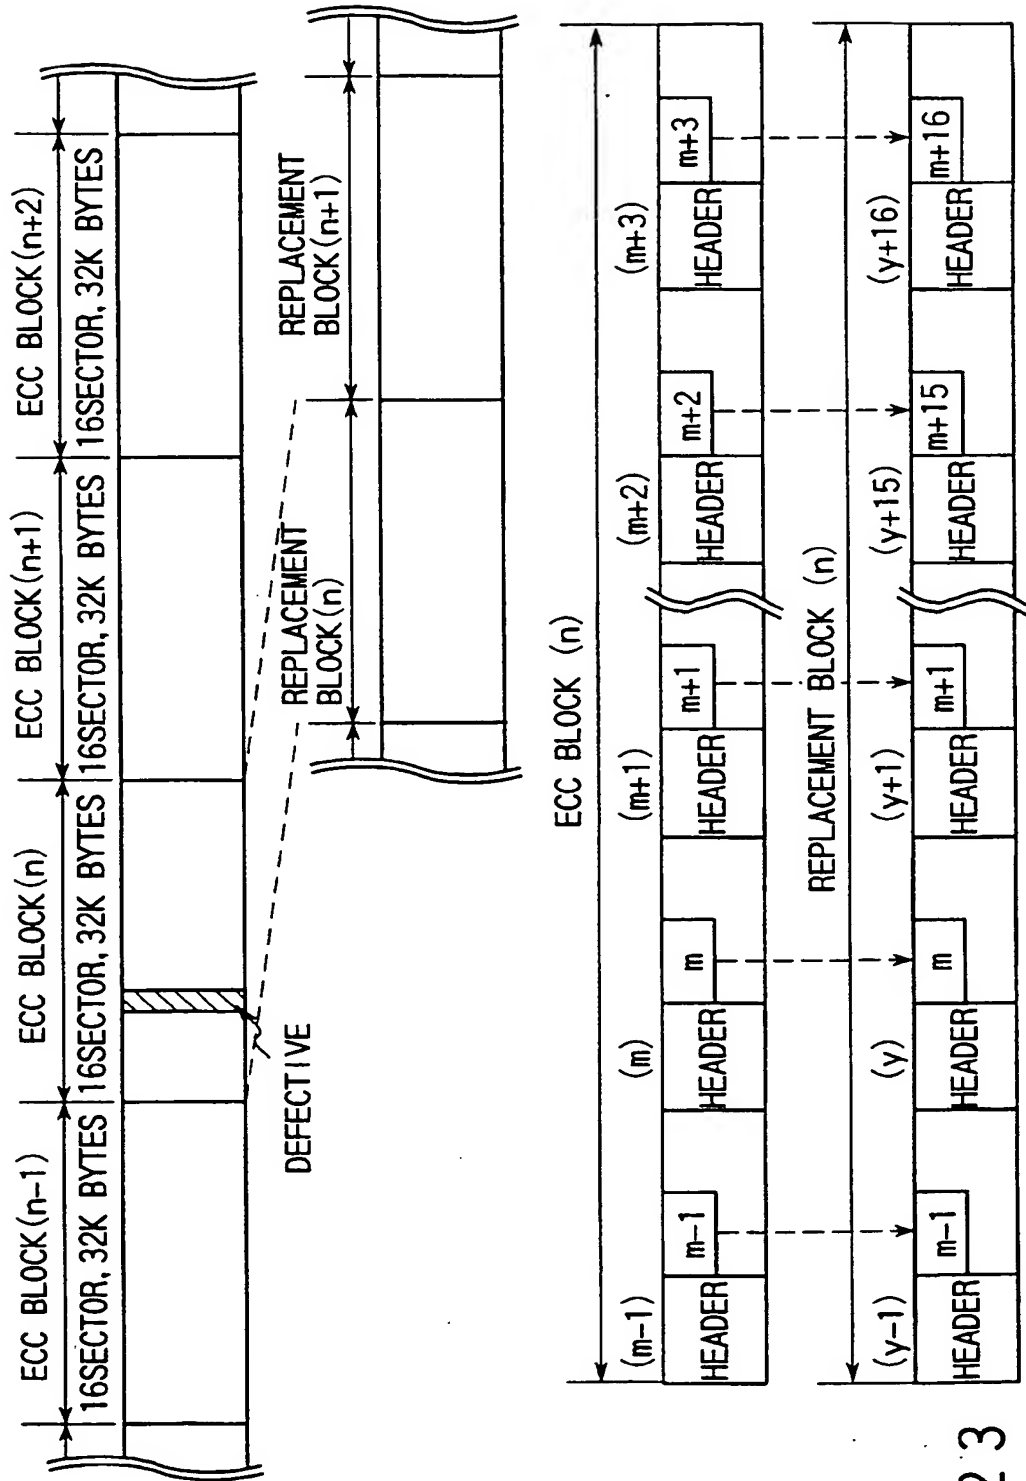 ECC BLOCK(n-1)
ECC BLOCK(n)
ECC BLOCK(n+1)
ECC BLOCK(n+2)
16SECTOR, 32K BYTES
16SECTOR, 32K BYTES
16SECTOR, 32K BYTES
16SECTOR, 32K BYTES
DEFECTIVE
REPLACEMENT
BLOCK(n)
REPLACEMENT
BLOCK(n+1)
ECC BLOCK (n)
(m-1)
(m)
(m+1)
(m+2)
(m+3)
HEADER
m-1
HEADER
m
HEADER
m+1
HEADER
m+2
HEADER
m+3
REPLACEMENT BLOCK (n)
(y-1)
(y)
(y+1)
(y+15)
(y+16)
HEADER
m-1
HEADER
m
HEADER
m+1
HEADER
m+15
HEADER
m+16